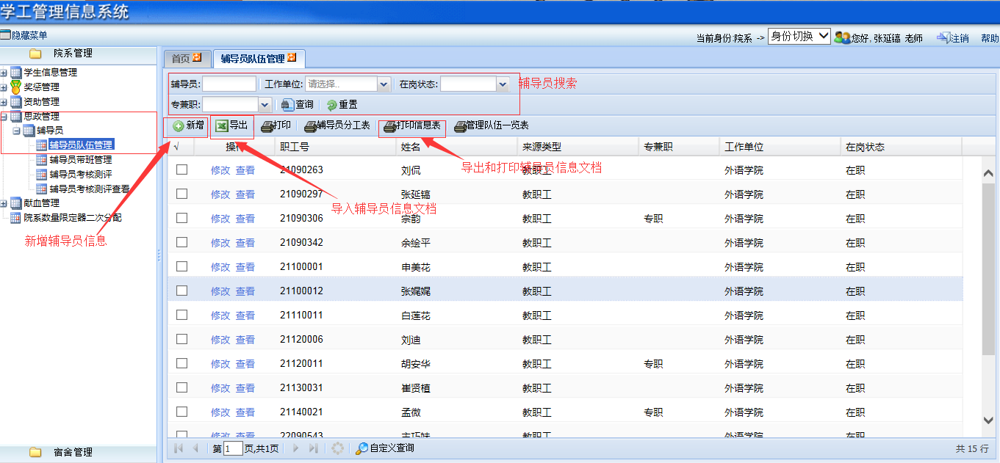 学工管理信息系统
隐藏菜单
当前身份:院系 -> 身份切换 您好, 张延镐 老师 注销 帮助
院系管理
学生信息管理
奖惩管理
资助管理
思政管理
辅导员
辅导员队伍管理
辅导员带班管理
辅导员考核测评
辅导员考核测评查看
献血管理
院系数量限定器二次分配
新增辅导员信息
宿舍管理
首页 辅导员队伍管理
辅导员: 工作单位: 请选择.. 在岗状态: 辅导员搜索
专兼职: 查询 重置
新增 导出 打印 辅导员分工表 打印信息表 管理队伍一览表
√ 操 职工号 姓名 来源类型 专兼职 工作单位 在岗状态
导出和打印辅导员信息文档
修改 查看 21090263 刘侃 教职工 外语学院 在职
修改 查看 21090297 张延镐 教职工 外语学院 在职
导入辅导员信息文档
修改 查看 21090306 宗韵 教职工 专职 外语学院 在职
修改 查看 21090342 余绘平 教职工 外语学院 在职
修改 查看 21100001 申美花 教职工 外语学院 在职
修改 查看 21100012 张娓娓 教职工 外语学院 在职
修改 查看 21110011 白莲花 教职工 外语学院 在职
修改 查看 21120006 刘迪 教职工 外语学院 在职
修改 查看 21120011 胡安华 教职工 专职 外语学院 在职
修改 查看 21130031 崔贤植 教职工 外语学院 在职
修改 查看 21140021 孟微 教职工 专职 外语学院 在职
修改 查看 22090543 教职工 外语学院 在职
第 1 页,共1页 自定义查询 共 15 行